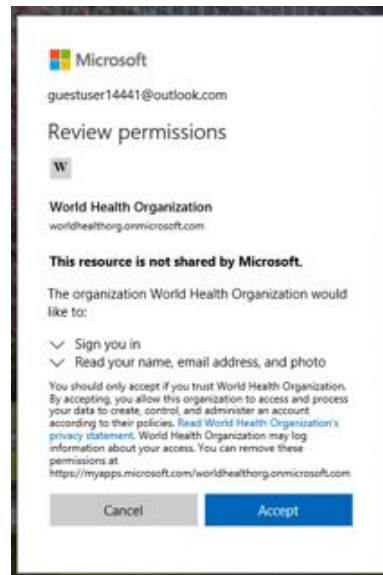 Microsoft
guestuser14441@outlook.com
Review permissions
W
World Health Organization
worldhealthorg.onmicrosoft.com
This resource is not shared by Microsoft.
The organization World Health Organization would
like to:
Sign you in
Read your name, email address, and photo
You should only accept if you trust World Health Organization.
By accepting, you allow this organization to access and process
your data to create, control, and administer an account
according to their policies. Read World Health Organization's
privacy statement. World Health Organization may log
information about your access. You can remove these
permissions at
https://myapps.microsoft.com/worldhealthorg.onmicrosoft.com
Cancel Accept